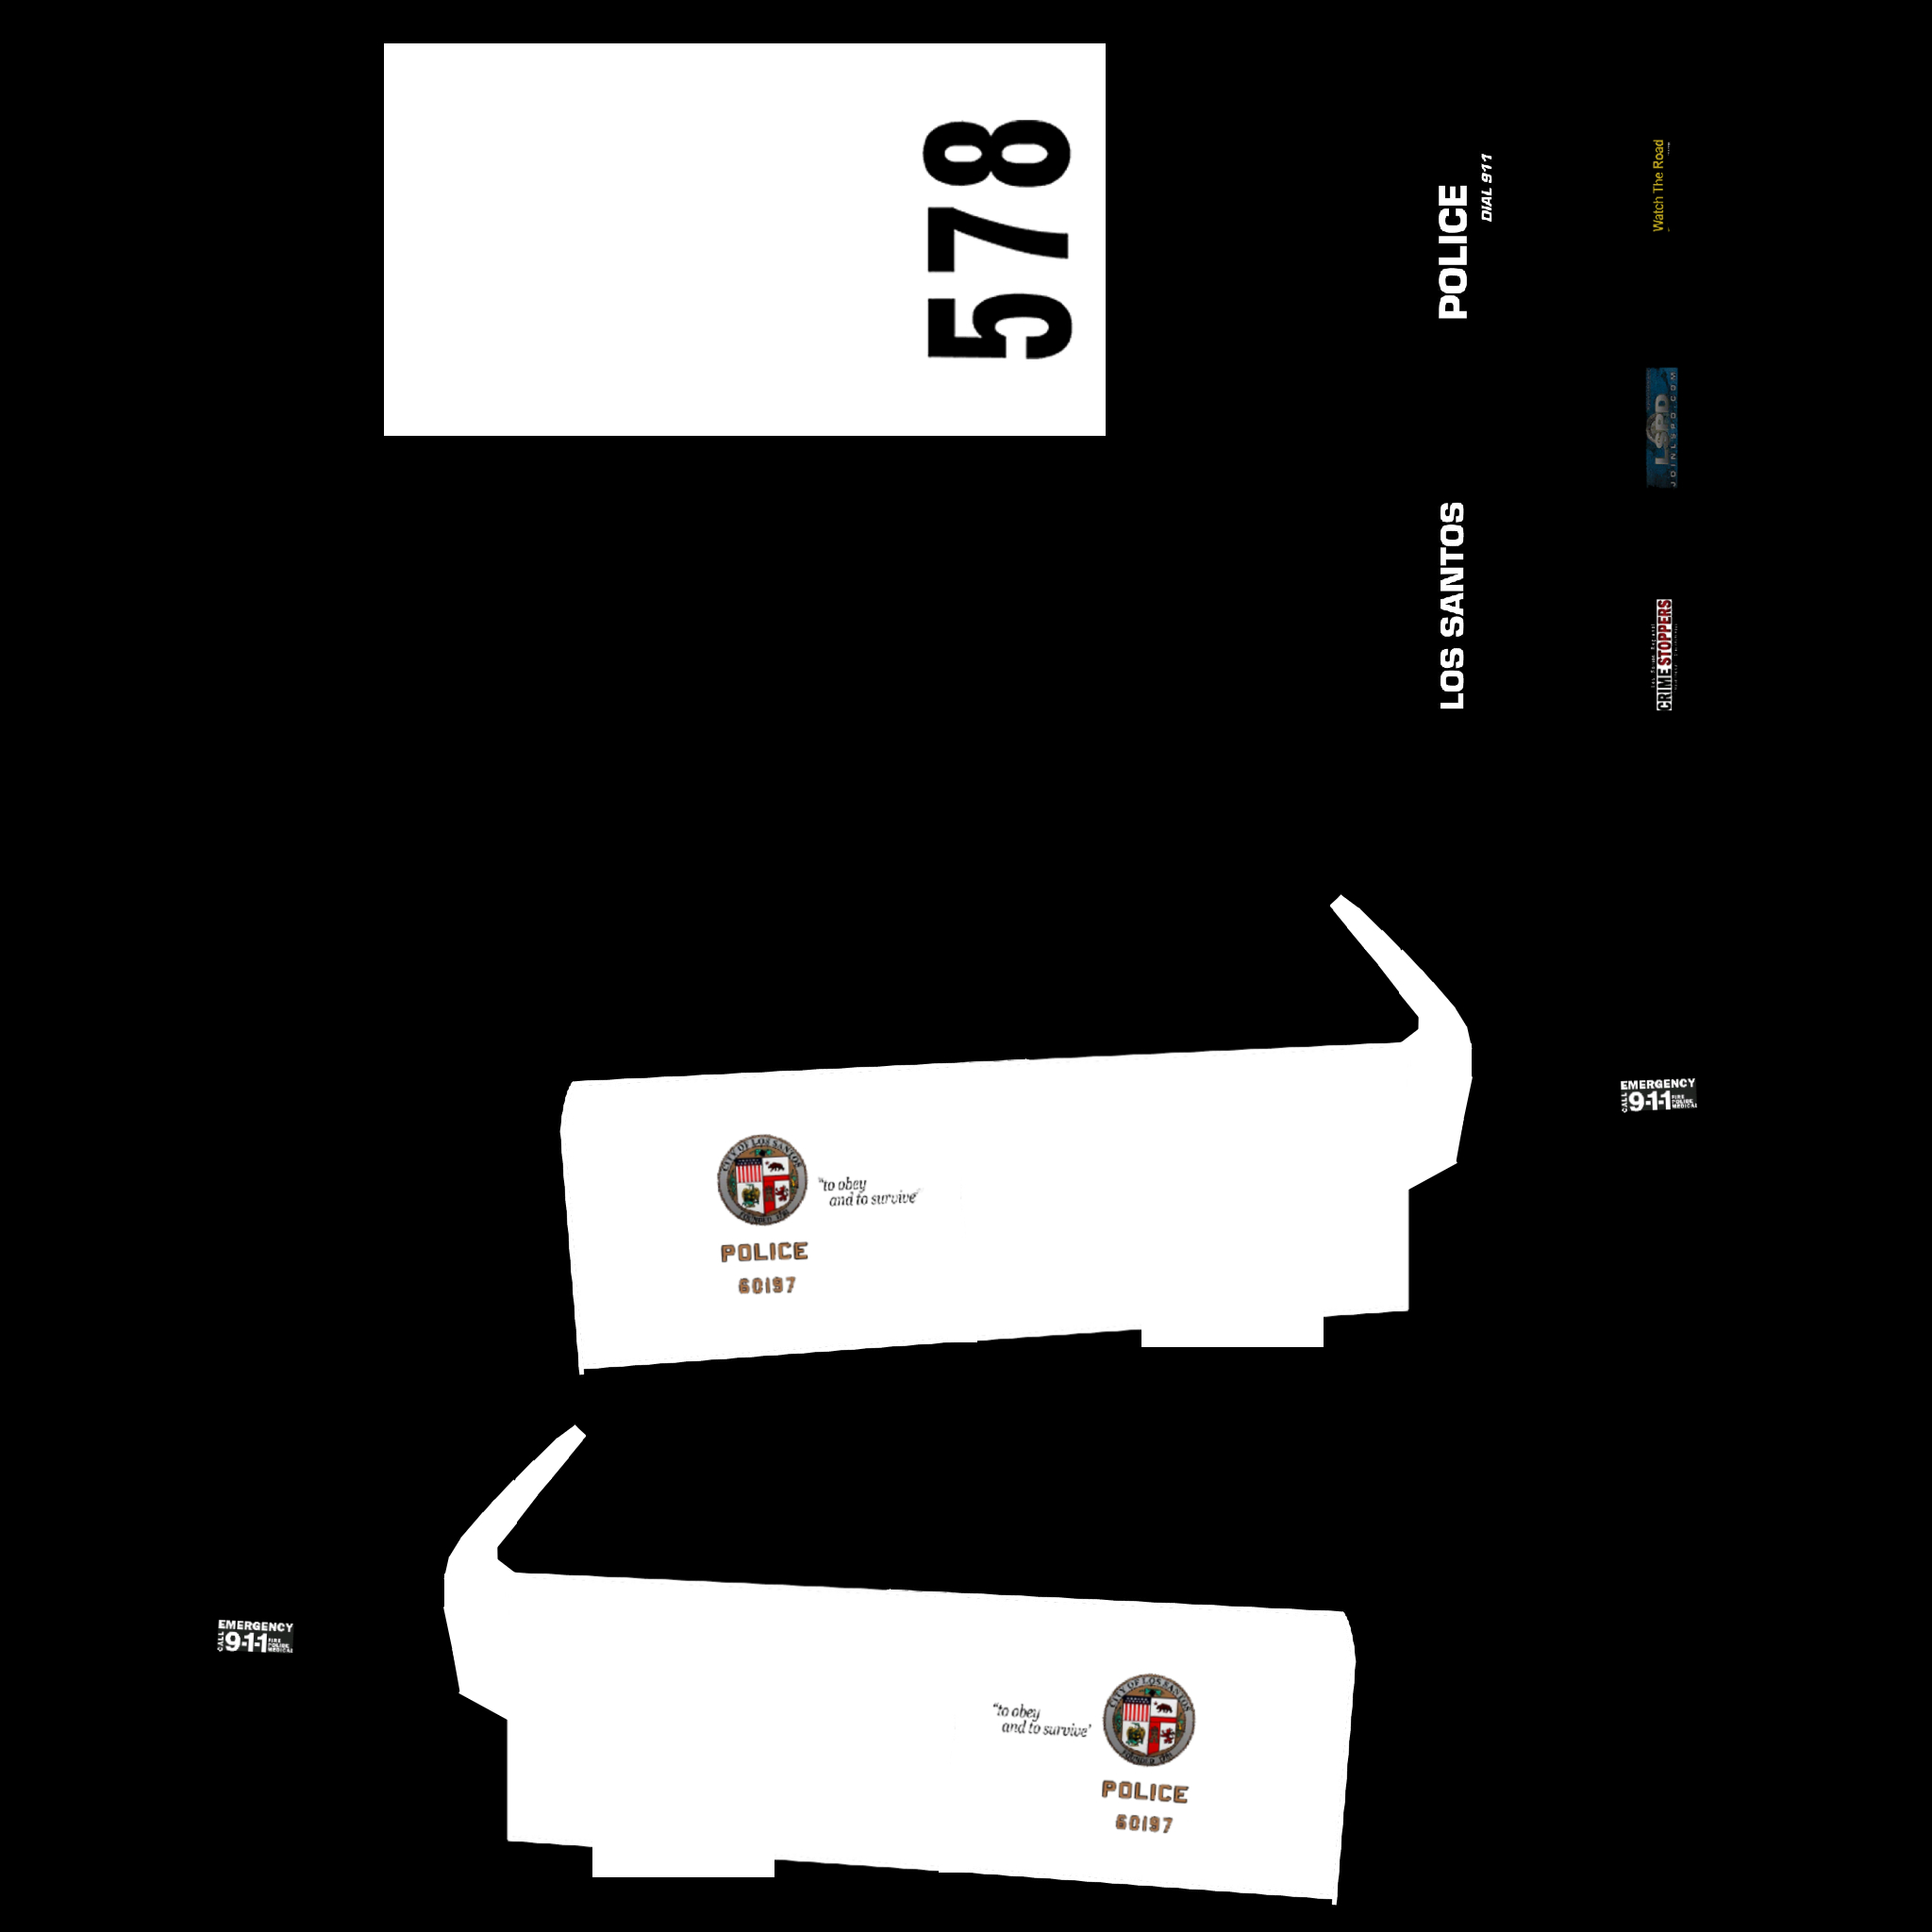 578
POLICE
DIAL 911
LOS SANTOS
Watch The Road
LSPD
JOINLSPD.COM
CRIMESTOPPERS
CITY OF LOS SANTOS
"to obey
and to survive"
POLICE
60197
EMERGENCY
CALL
9-1-1
FIRE
POLICE
MEDICAL
EMERGENCY
CALL
9-1-1
FIRE
POLICE
MEDICAL
"to obey
and to survive'
CITY OF LOS SANTOS
POLICE
60197